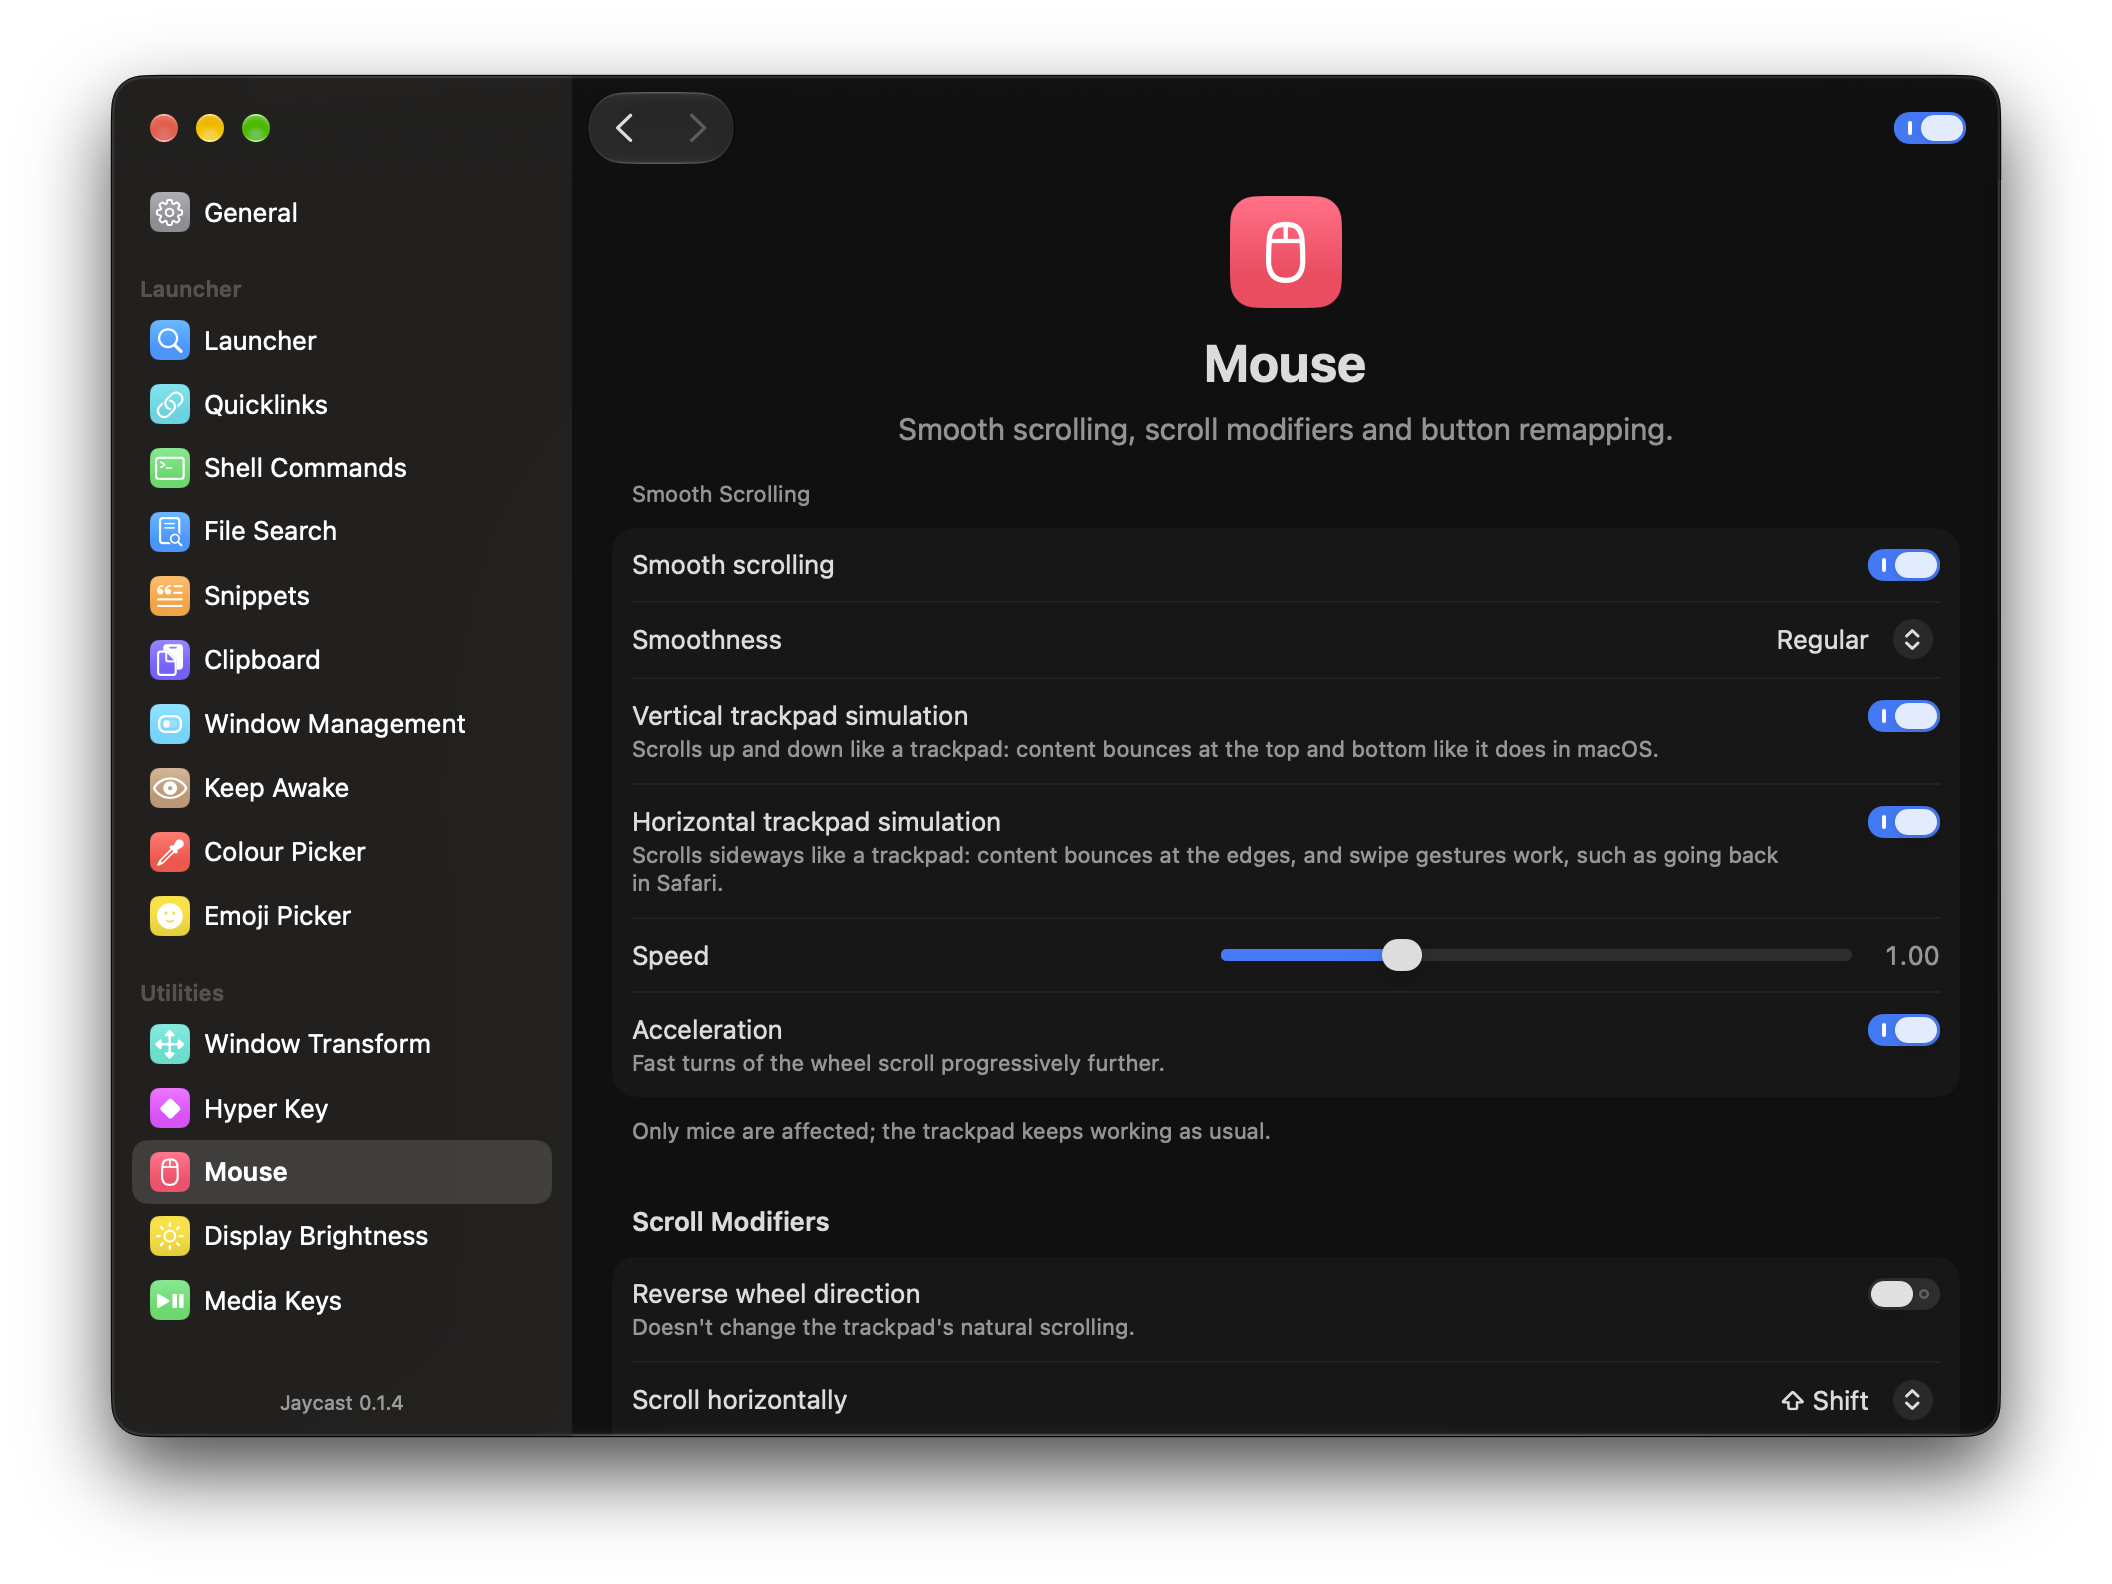 General
Launcher
Launcher
Quicklinks
Shell Commands
File Search
Snippets
Clipboard
Window Management
Keep Awake
Colour Picker
Emoji Picker
Utilities
Window Transform
Hyper Key
Mouse
Display Brightness
Media Keys
Jaycast 0.1.4
Mouse
Smooth scrolling, scroll modifiers and button remapping.
Smooth Scrolling
Smooth scrolling
Smoothness
Regular
Vertical trackpad simulation
Scrolls up and down like a trackpad: content bounces at the top and bottom like it does in macOS.
Horizontal trackpad simulation
Scrolls sideways like a trackpad: content bounces at the edges, and swipe gestures work, such as going back
in Safari.
Speed
1.00
Acceleration
Fast turns of the wheel scroll progressively further.
Only mice are affected; the trackpad keeps working as usual.
Scroll Modifiers
Reverse wheel direction
Doesn't change the trackpad's natural scrolling.
Scroll horizontally
⇧ Shift